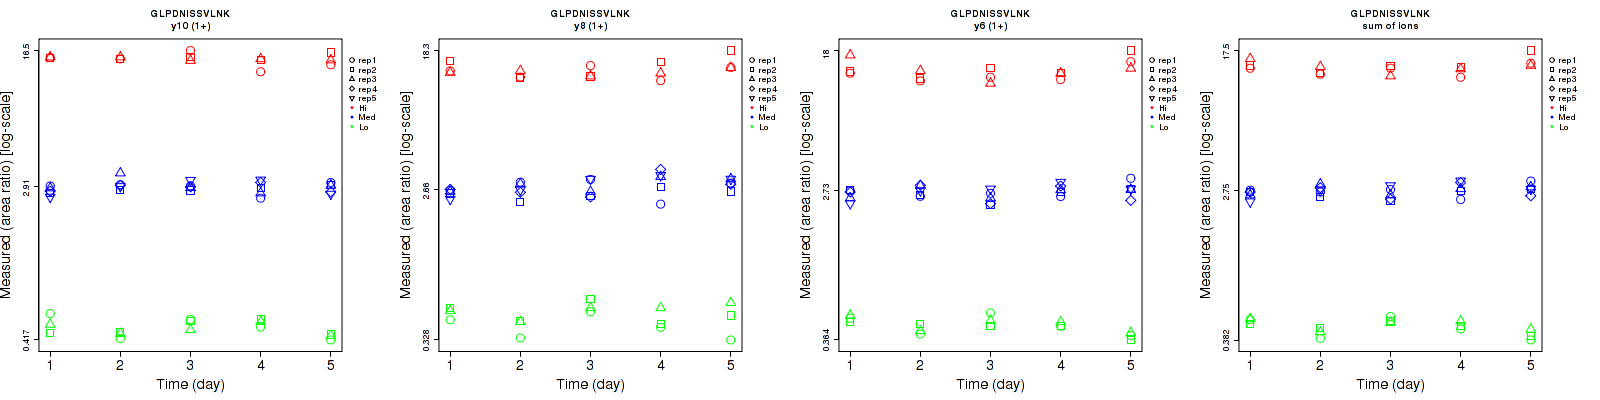 GLPDNISSVLNK
y10 (1+)
Measured (area ratio) [log-scale]
16.5
2.91
0.417
1 2 3 4 5
Time (day)
rep1
rep2
rep3
rep4
rep5
Hi
Med
Lo
GLPDNISSVLNK
y8 (1+)
Measured (area ratio) [log-scale]
18.3
2.66
0.328
1 2 3 4 5
Time (day)
rep1
rep2
rep3
rep4
rep5
Hi
Med
Lo
GLPDNISSVLNK
y6 (1+)
Measured (area ratio) [log-scale]
18
2.73
0.364
1 2 3 4 5
Time (day)
rep1
rep2
rep3
rep4
rep5
Hi
Med
Lo
GLPDNISSVLNK
sum of ions
Measured (area ratio) [log-scale]
17.5
2.75
0.382
1 2 3 4 5
Time (day)
rep1
rep2
rep3
rep4
rep5
Hi
Med
Lo